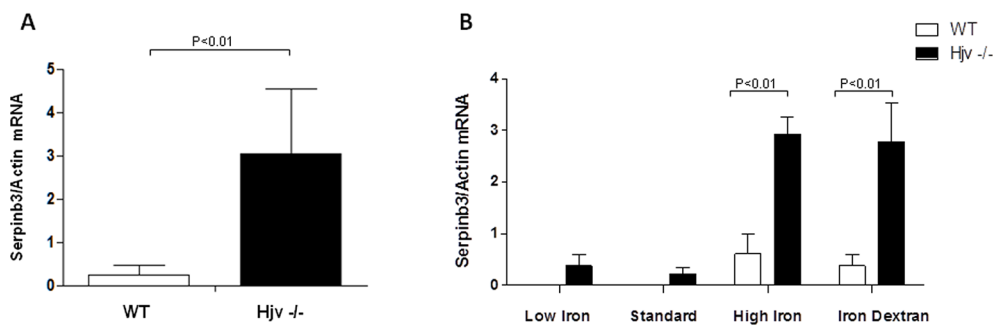 A
P<0.01
Serpinb3/Actin mRNA
5
4
3
2
1
0
WT
Hjv -/-
B
WT
Hjv -/-
P<0.01
P<0.01
Serpinb3/Actin mRNA
4
3
2
1
0
Low Iron
Standard
High Iron
Iron Dextran